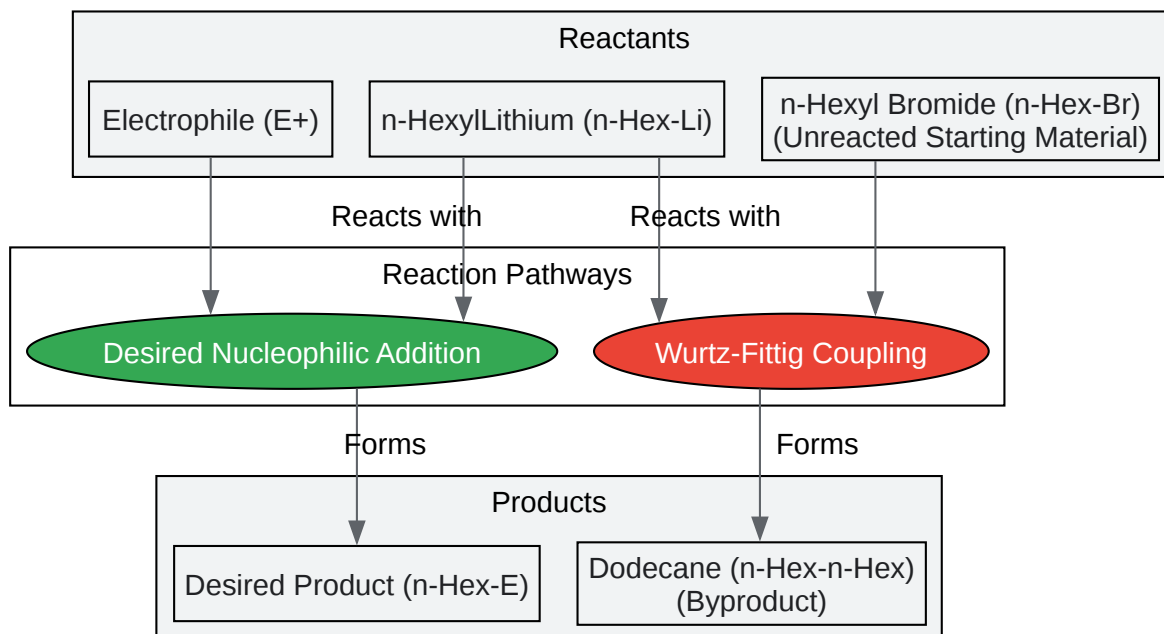 Reactants
Electrophile (E+)
n-HexylLithium (n-Hex-Li)
n-Hexyl Bromide (n-Hex-Br)
(Unreacted Starting Material)
Reacts with
Reacts with
Reaction Pathways
Desired Nucleophilic Addition
Wurtz-Fittig Coupling
Forms
Forms
Products
Desired Product (n-Hex-E)
Dodecane (n-Hex-n-Hex)
(Byproduct)